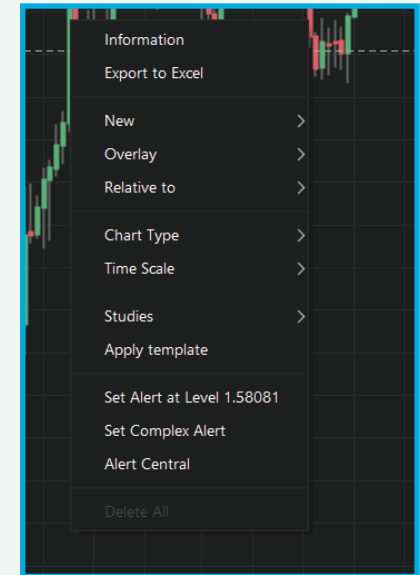 Information
Export to Excel
New
Overlay
Relative to
Chart Type
Time Scale
Studies
Apply template
Set Alert at Level 1.58081
Set Complex Alert
Alert Central
Delete All